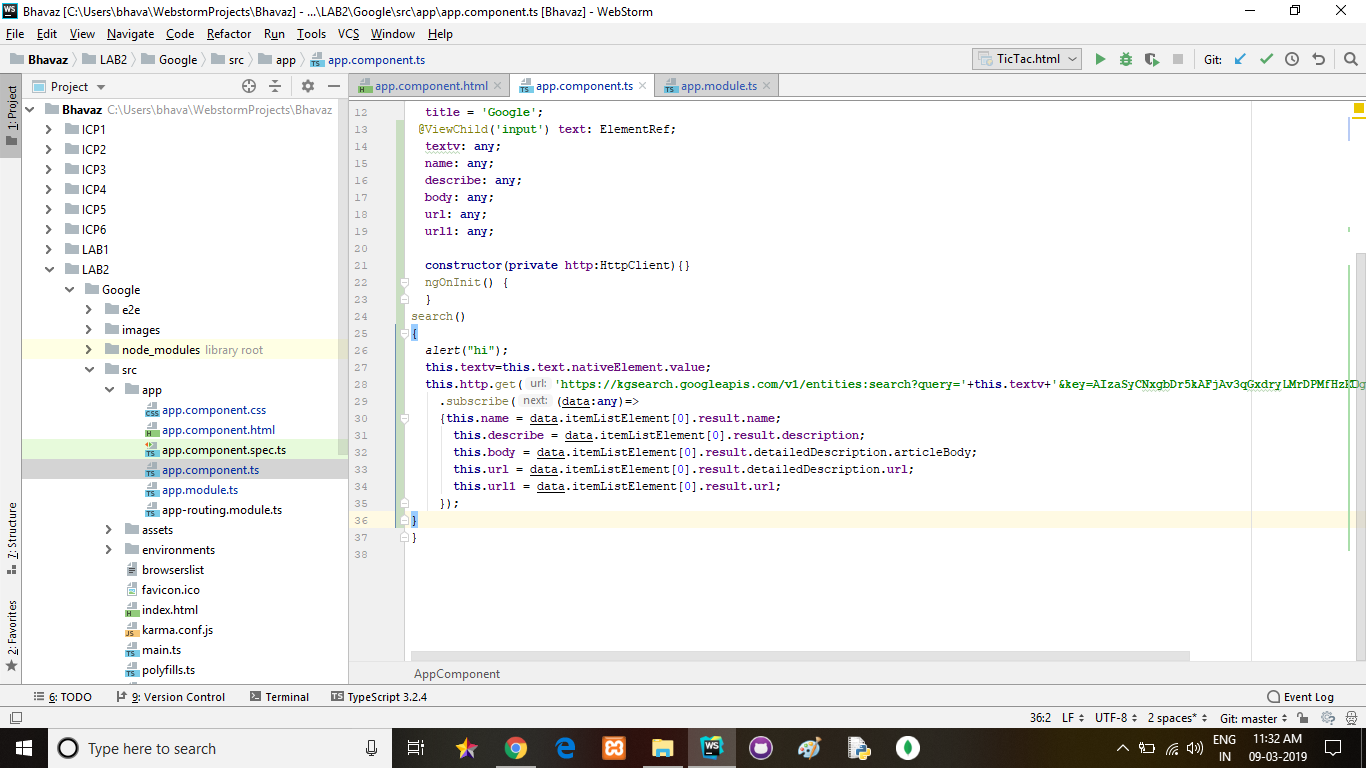 Bhavaz [C:\Users\bhava\WebstormProjects\Bhavaz] - ...\LAB2\Google\src\app\app.component.ts [Bhavaz] - WebStorm
File Edit View Navigate Code Refactor Run Tools VCS Window Help
Bhavaz LAB2 Google src app app.component.ts TicTac.html Git:
1: Project
7: Structure
2: Favorites
Project
Bhavaz C:\Users\bhava\WebstormProjects\Bhavaz
ICP1
ICP2
ICP3
ICP4
ICP5
ICP6
LAB1
LAB2
Google
e2e
images
node_modules library root
src
app
app.component.css
app.component.html
app.component.spec.ts
app.component.ts
app.module.ts
app-routing.module.ts
assets
environments
browserslist
favicon.ico
index.html
karma.conf.js
main.ts
polyfills.ts
app.component.html app.component.ts app.module.ts
12 title = 'Google';
13 @ViewChild('input') text: ElementRef;
14 textv: any;
15 name: any;
16 describe: any;
17 body: any;
18 url: any;
19 url1: any;
20
21 constructor(private http:HttpClient){}
22 ngOnInit() {
23 }
24 search()
25 {
26 alert("hi");
27 this.textv=this.text.nativeElement.value;
28 this.http.get( url: 'https://kgsearch.googleapis.com/v1/entities:search?query='+this.textv+'
29 .subscribe( next: (data:any)=>
30 {this.name = data.itemListElement[0].result.name;
31 this.describe = data.itemListElement[0].result.description;
32 this.body = data.itemListElement[0].result.detailedDescription.articleBody;
33 this.url = data.itemListElement[0].result.detailedDescription.url;
34 this.url1 = data.itemListElement[0].result.url;
35 });
36 }
37 }
38
AppComponent
6: TODO 9: Version Control Terminal TypeScript 3.2.4 Event Log
36:2 LF UTF-8 2 spaces* Git: master
Type here to search
ENG
IN
11:32 AM
09-03-2019